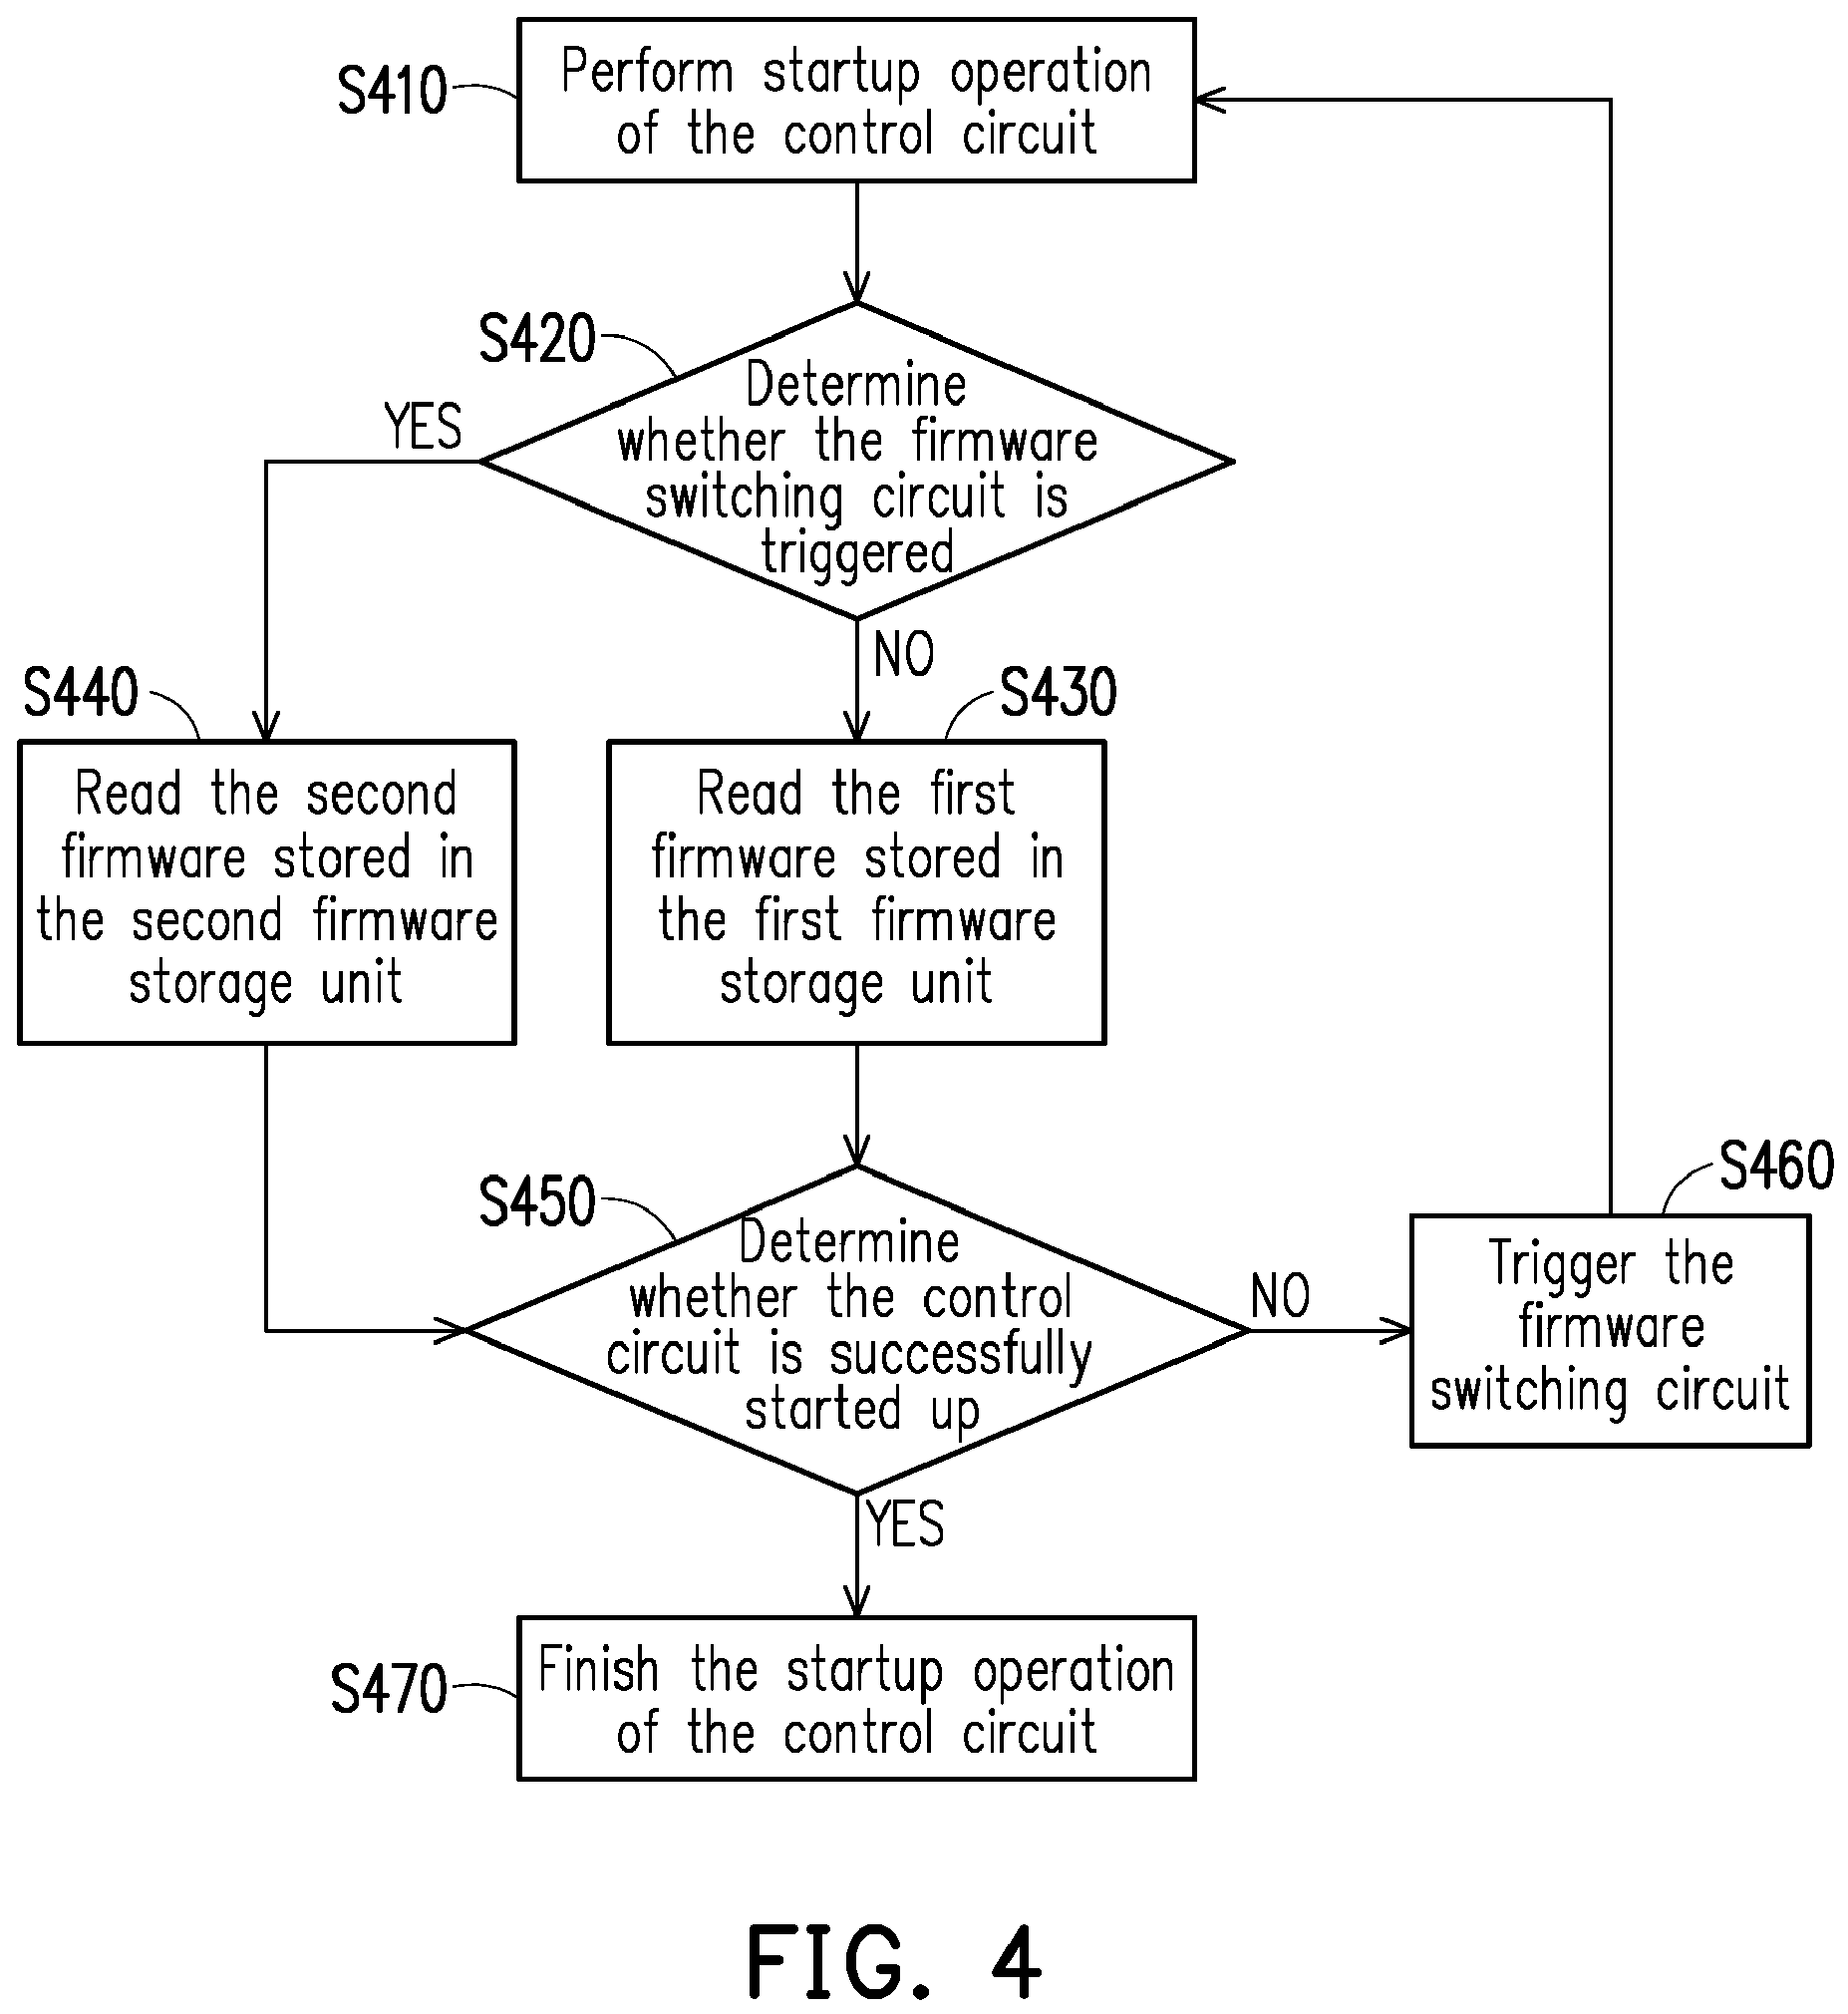 S410
Perform startup operation
of the control circuit
S420
Determine
whether the firmware
switching circuit is
triggered
YES
NO
S440
Read the second
firmware stored in
the second firmware
storage unit
S430
Read the first
firmware stored in
the first firmware
storage unit
S450
Determine
whether the control
circuit is successfully
started up
NO
S460
Trigger the
firmware
switching circuit
YES
S470
Finish the startup operation
of the control circuit
FIG. 4